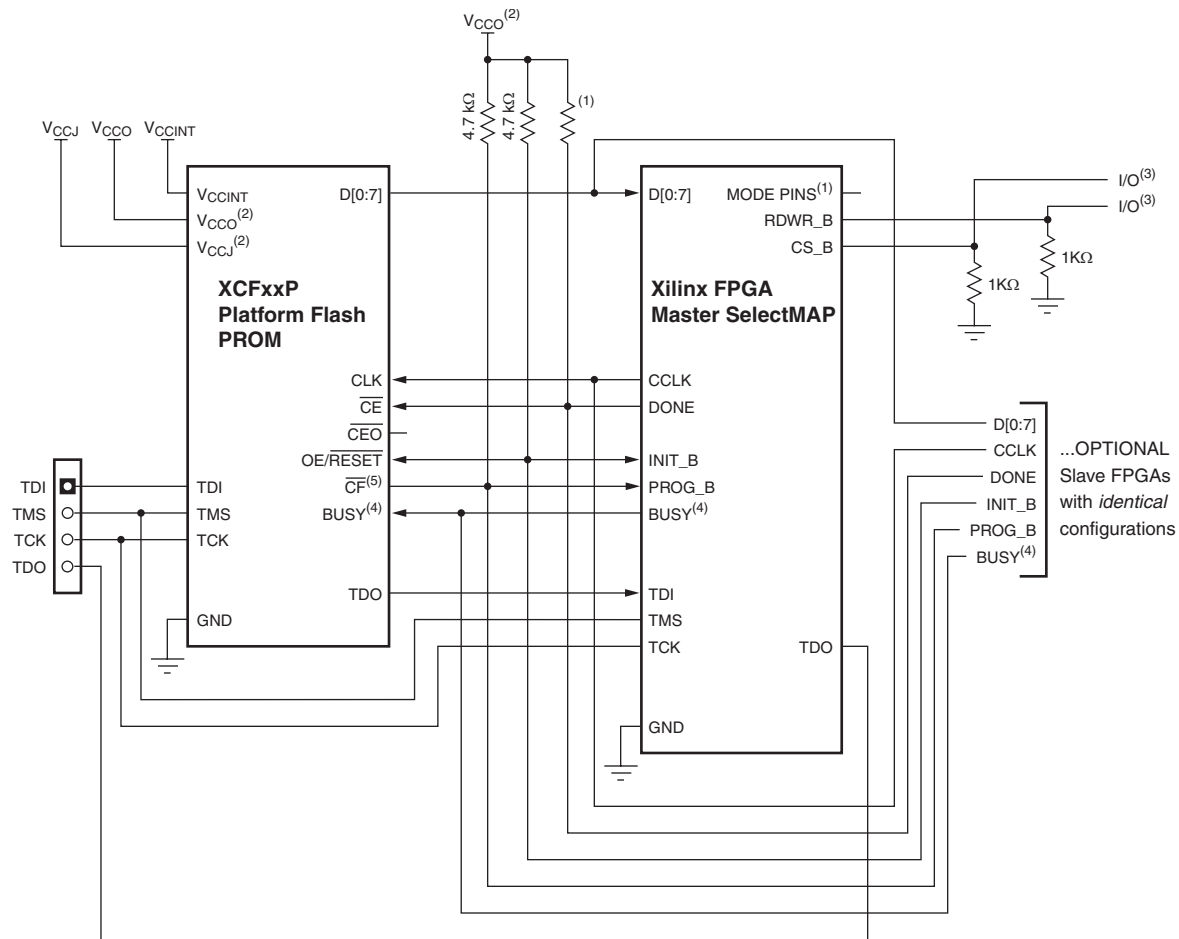 VCCO(2)
4.7 kΩ
4.7 kΩ
(1)
VCCJ VCCO VCCINT
VCCINT
VCCO(2)
VCCJ(2)
D[0:7]
XCFxxP
Platform Flash
PROM
CLK
CE
CEO
OE/RESET
CF(5)
BUSY(4)
TDI
TMS
TCK
TDO
GND
TDI
TMS
TCK
TDO
D[0:7]
MODE PINS(1)
RDWR_B
CS_B
Xilinx FPGA
Master SelectMAP
CCLK
DONE
INIT_B
PROG_B
BUSY(4)
TDI
TMS
TCK
TDO
GND
I/O(3)
I/O(3)
1KΩ
1KΩ
D[0:7]
CCLK
DONE
INIT_B
PROG_B
BUSY(4)
...OPTIONAL
Slave FPGAs
with identical
configurations